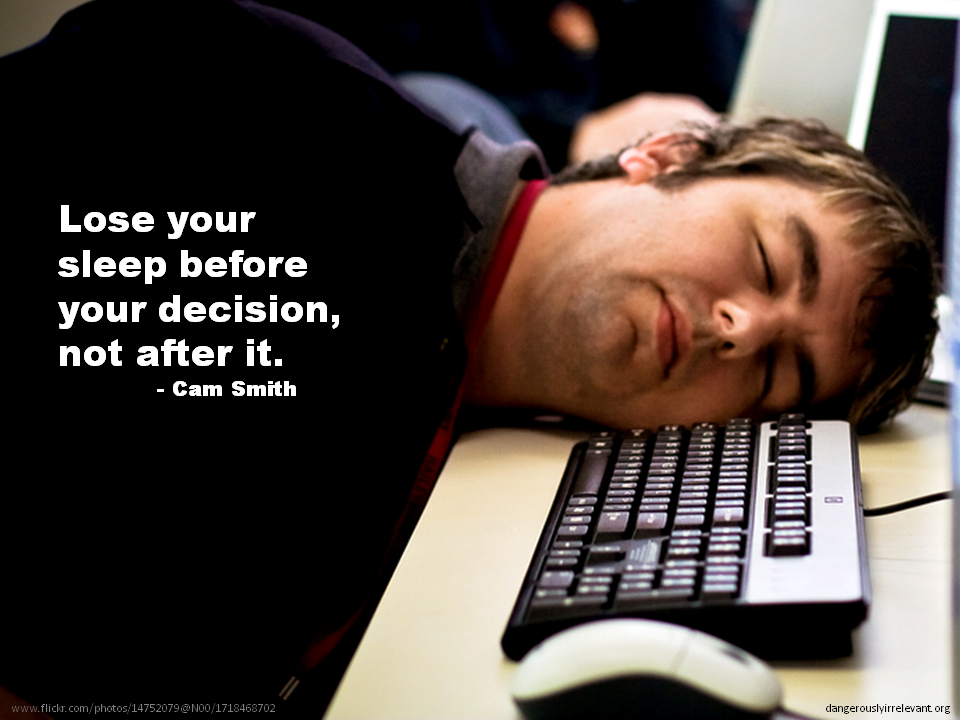 Lose your
sleep before
your decision,
not after it.
- Cam Smith
www.flickr.com/photos/14752079@N00/1718468702
dangerouslyirrelevant.org